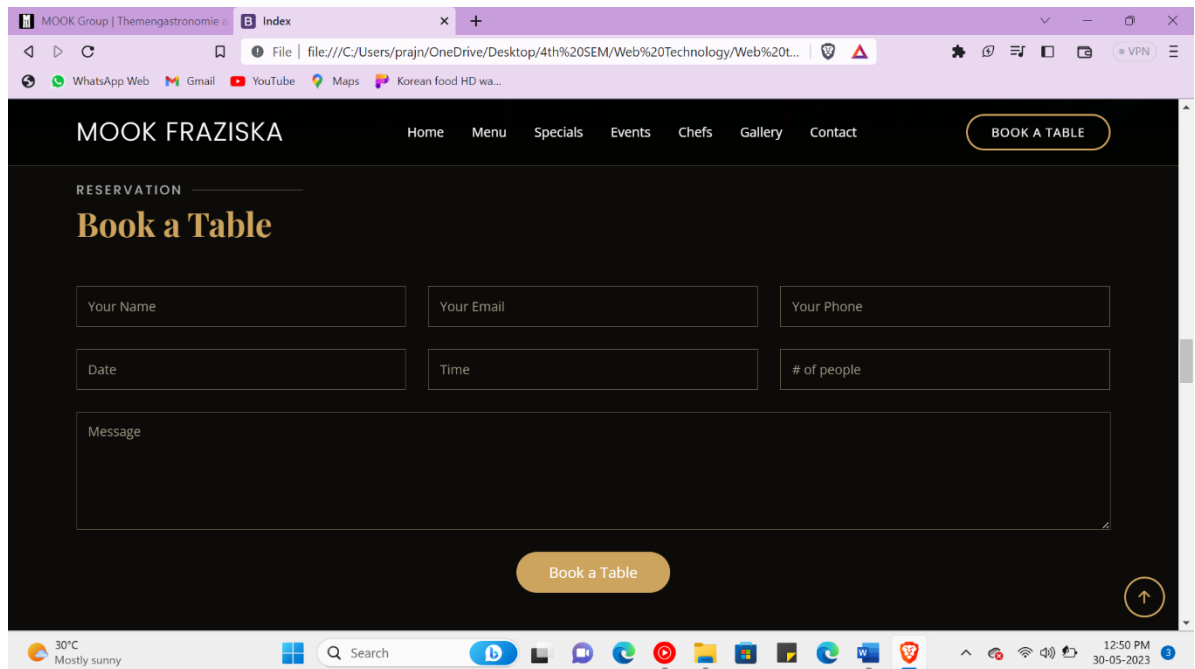 MOOK Group | Themengastronomie a
Index
File | file:///C:/Users/prajn/OneDrive/Desktop/4th%20SEM/Web%20Technology/Web%20t...
VPN
WhatsApp Web Gmail YouTube Maps Korean food HD wa...
MOOK FRAZISKA
Home Menu Specials Events Chefs Gallery Contact
BOOK A TABLE
RESERVATION
Book a Table
Your Name Your Email Your Phone
Date Time # of people
Message
Book a Table
30°C
Mostly sunny
Search
12:50 PM
30-05-2023
3